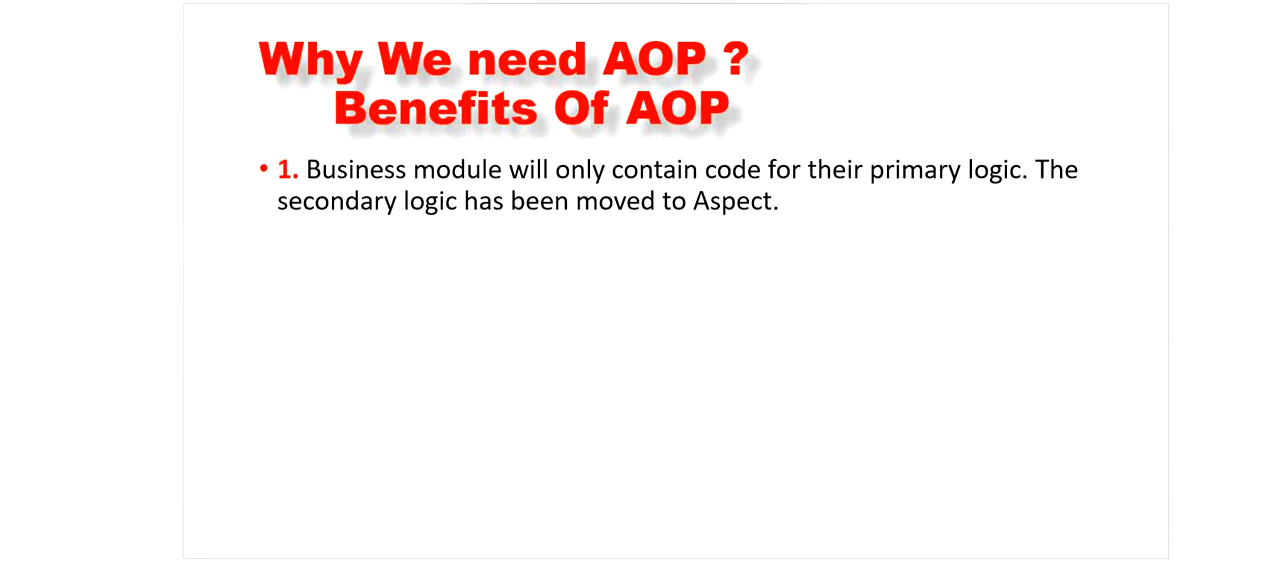 Why We need AOP ?
Benefits Of AOP
• 1. Business module will only contain code for their primary logic. The
secondary logic has been moved to Aspect.